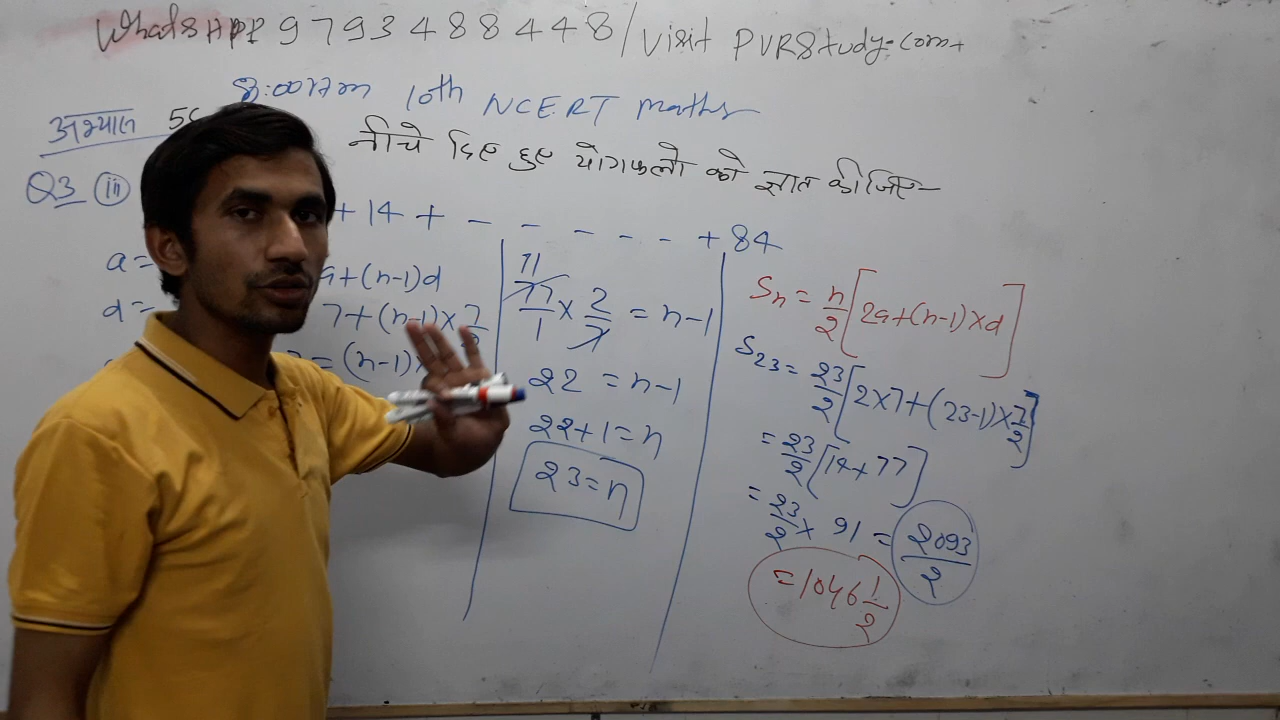 WhatsAPP 9793488448/visit PVRStudy.com
8:00 Am 10th NCERT maths
अभ्यास 5
नीचे दिए हुए योगफलो को ज्ञात कीजिए-
Q3 (iii)
+ 14 + - - - - - - + 84
a =
a + (n-1)d
d =
7 + (n-1) × 7/2
= (n-1)
11
77/1 × 2/7 = n-1
22 = n-1
22+1 = n
23 = n
Sn = n/2 [2a+(n-1)×d]
S23 = 23/2 [2×7+(23-1)×7/2]
= 23/2 [14+77]
= 23/2 × 91 = 2093/2
= 1046 1/2